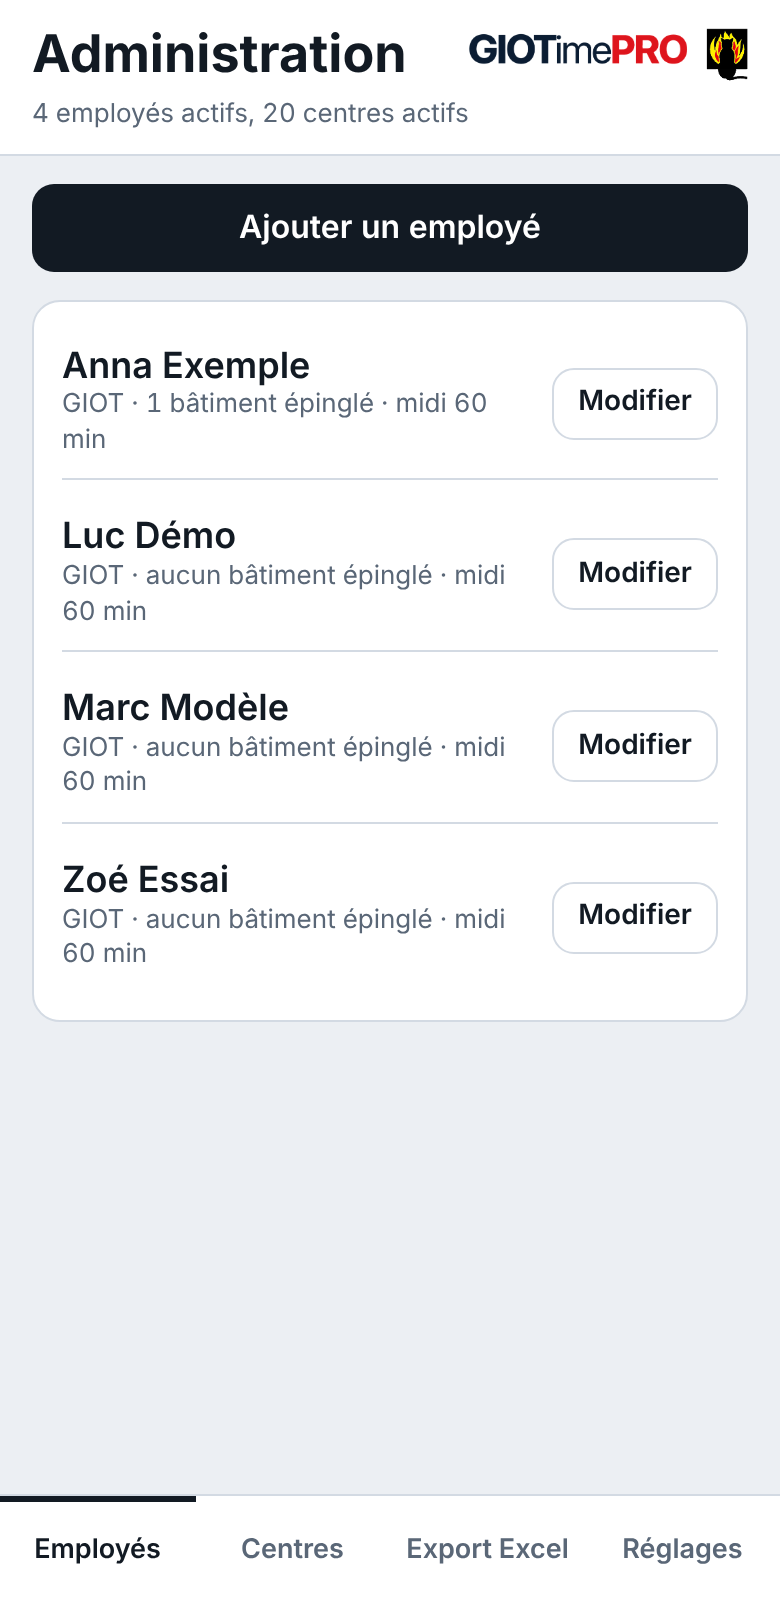 Administration
GIOTimePRO
4 employés actifs, 20 centres actifs
Ajouter un employé
Anna Exemple
GIOT · 1 bâtiment épinglé · midi 60
min
Modifier
Luc Démo
GIOT · aucun bâtiment épinglé · midi
60 min
Modifier
Marc Modèle
GIOT · aucun bâtiment épinglé · midi
60 min
Modifier
Zoé Essai
GIOT · aucun bâtiment épinglé · midi
60 min
Modifier
Employés
Centres
Export Excel
Réglages